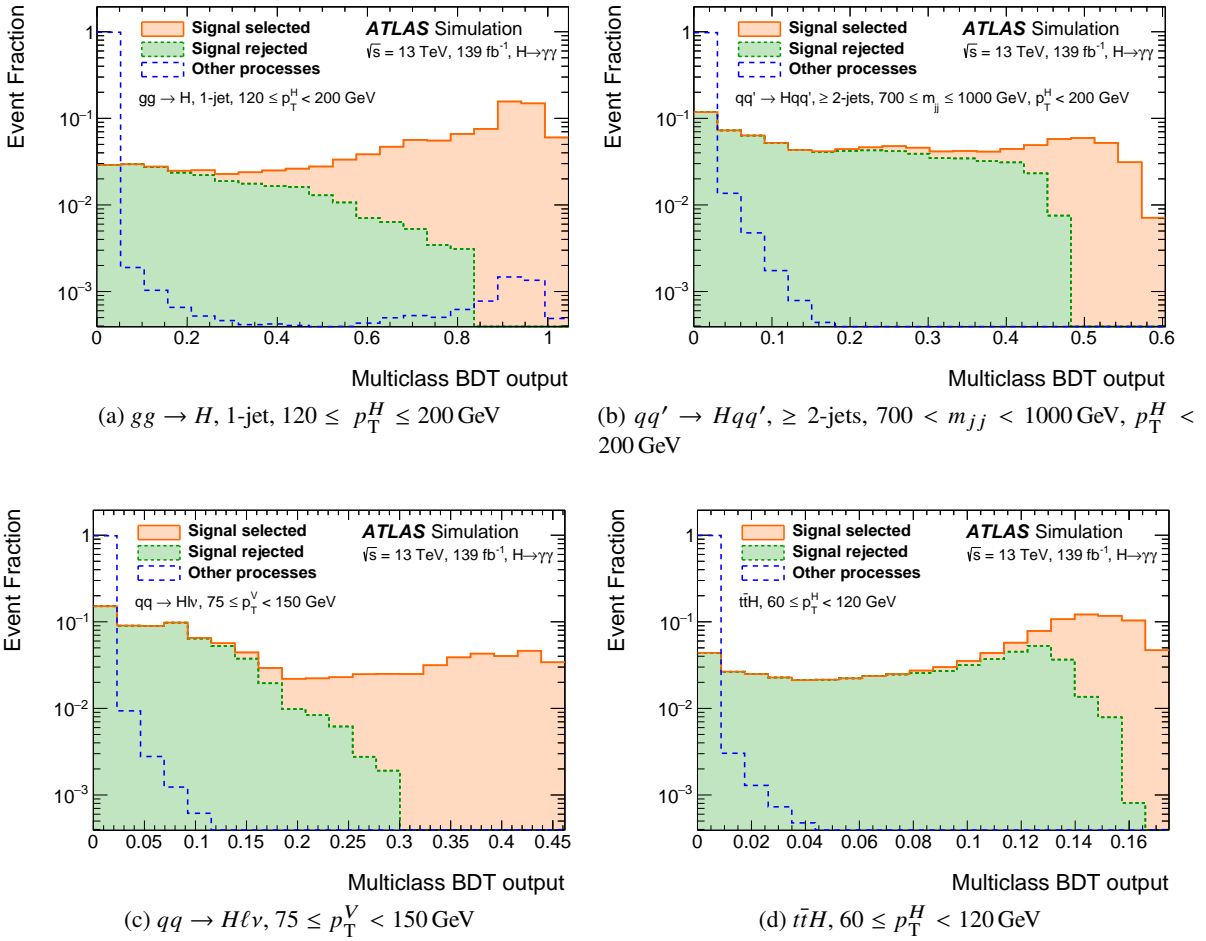 Event Fraction
1
10⁻¹
10⁻²
10⁻³
Signal selected
Signal rejected
Other processes
ATLAS Simulation
√s = 13 TeV, 139 fb⁻¹, H→γγ
gg → H, 1-jet, 120 ≤ p_T^H < 200 GeV
0 0.2 0.4 0.6 0.8 1
Multiclass BDT output
(a) gg → H, 1-jet, 120 ≤ p_T^H ≤ 200 GeV
Event Fraction
1
10⁻¹
10⁻²
10⁻³
Signal selected
Signal rejected
Other processes
ATLAS Simulation
√s = 13 TeV, 139 fb⁻¹, H→γγ
qq' → Hqq', ≥ 2-jets, 700 ≤ m_jj ≤ 1000 GeV, p_T^H < 200 GeV
0 0.1 0.2 0.3 0.4 0.5 0.6
Multiclass BDT output
(b) qq′ → Hqq′, ≥ 2-jets, 700 < m_jj < 1000 GeV, p_T^H <
200 GeV
Event Fraction
1
10⁻¹
10⁻²
10⁻³
Signal selected
Signal rejected
Other processes
ATLAS Simulation
√s = 13 TeV, 139 fb⁻¹, H→γγ
qq → Hlν, 75 ≤ p_T^V < 150 GeV
0 0.05 0.1 0.15 0.2 0.25 0.3 0.35 0.4 0.45
Multiclass BDT output
(c) qq → Hℓν, 75 ≤ p_T^V < 150 GeV
Event Fraction
1
10⁻¹
10⁻²
10⁻³
Signal selected
Signal rejected
Other processes
ATLAS Simulation
√s = 13 TeV, 139 fb⁻¹, H→γγ
tt̄H, 60 ≤ p_T^H < 120 GeV
0 0.02 0.04 0.06 0.08 0.1 0.12 0.14 0.16
Multiclass BDT output
(d) tt̄H, 60 ≤ p_T^H < 120 GeV